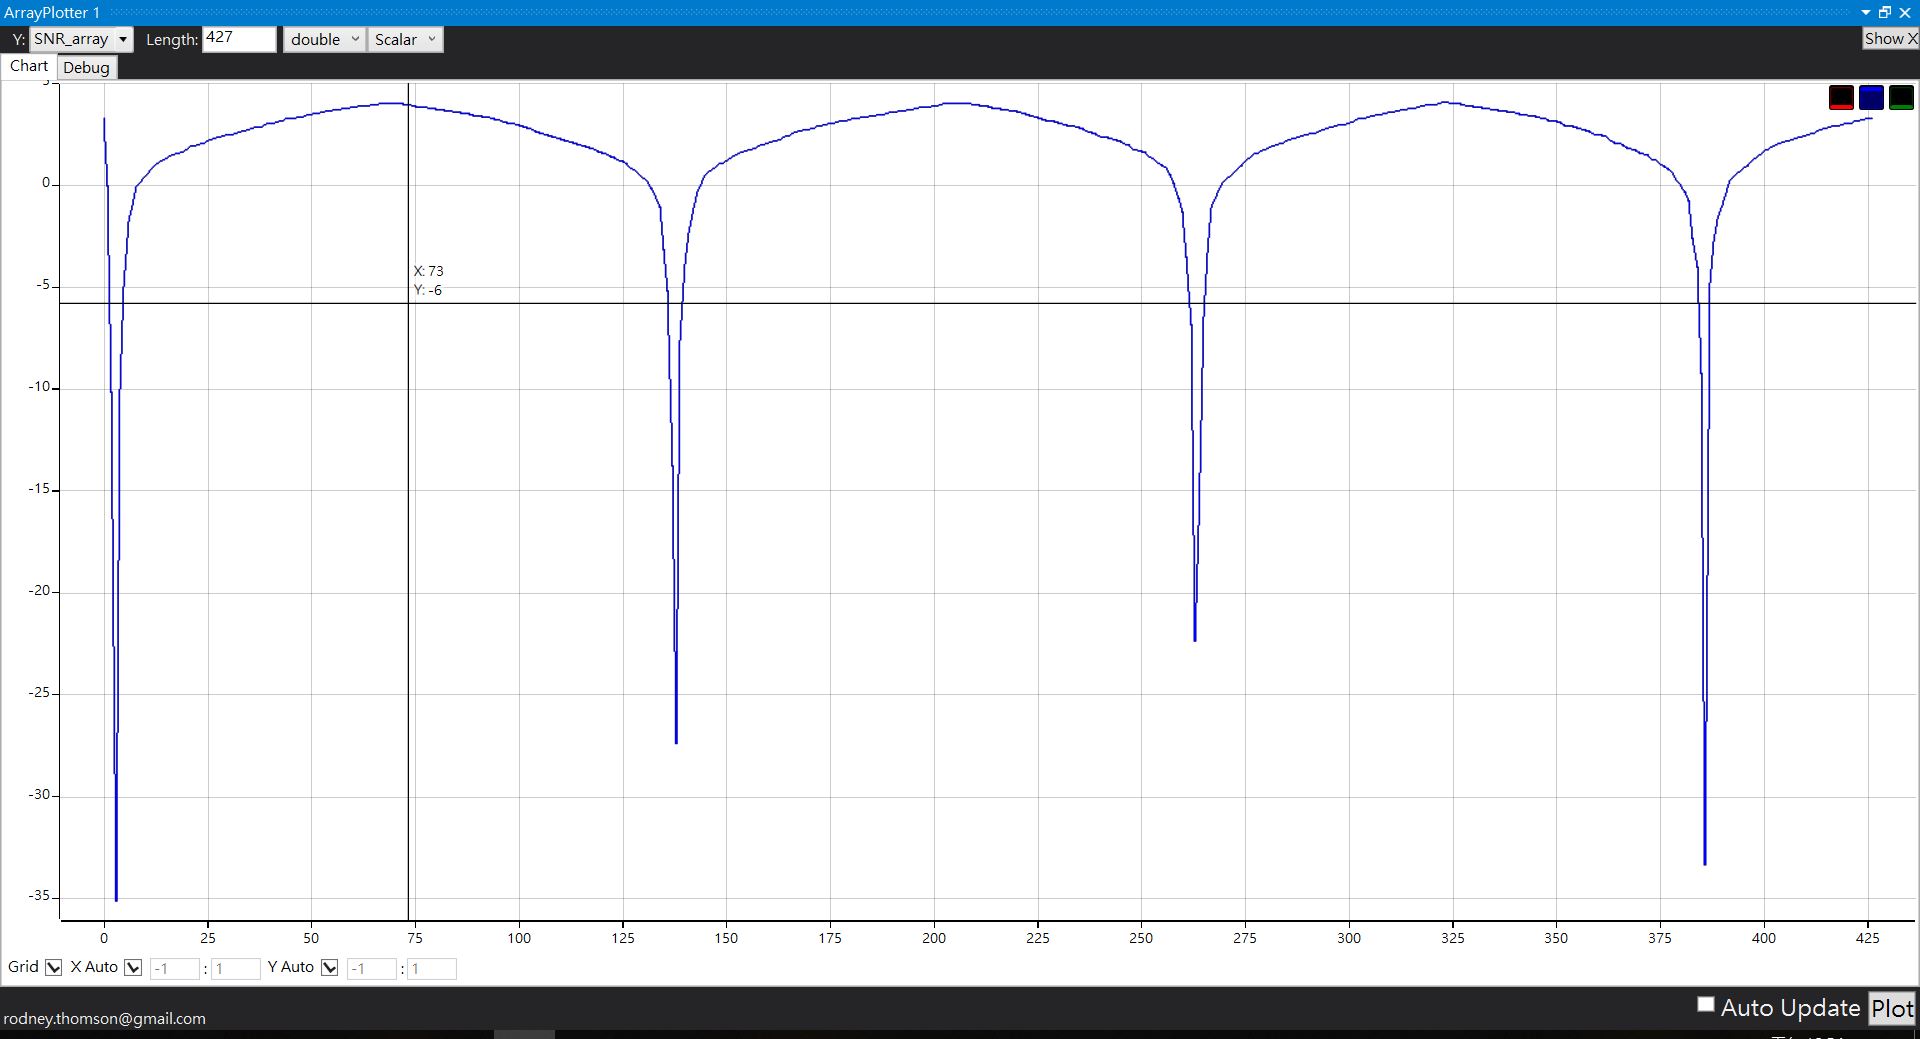 ArrayPlotter 1
Y: SNR_array Length: 427 double Scalar Show X
Chart Debug
5
0
-5
-10
-15
-20
-25
-30
-35
X: 73
Y: -6
0 25 50 75 100 125 150 175 200 225 250 275 300 325 350 375 400 425
Grid X Auto -1 : 1 Y Auto -1 : 1
Auto Update Plot
rodney.thomson@gmail.com